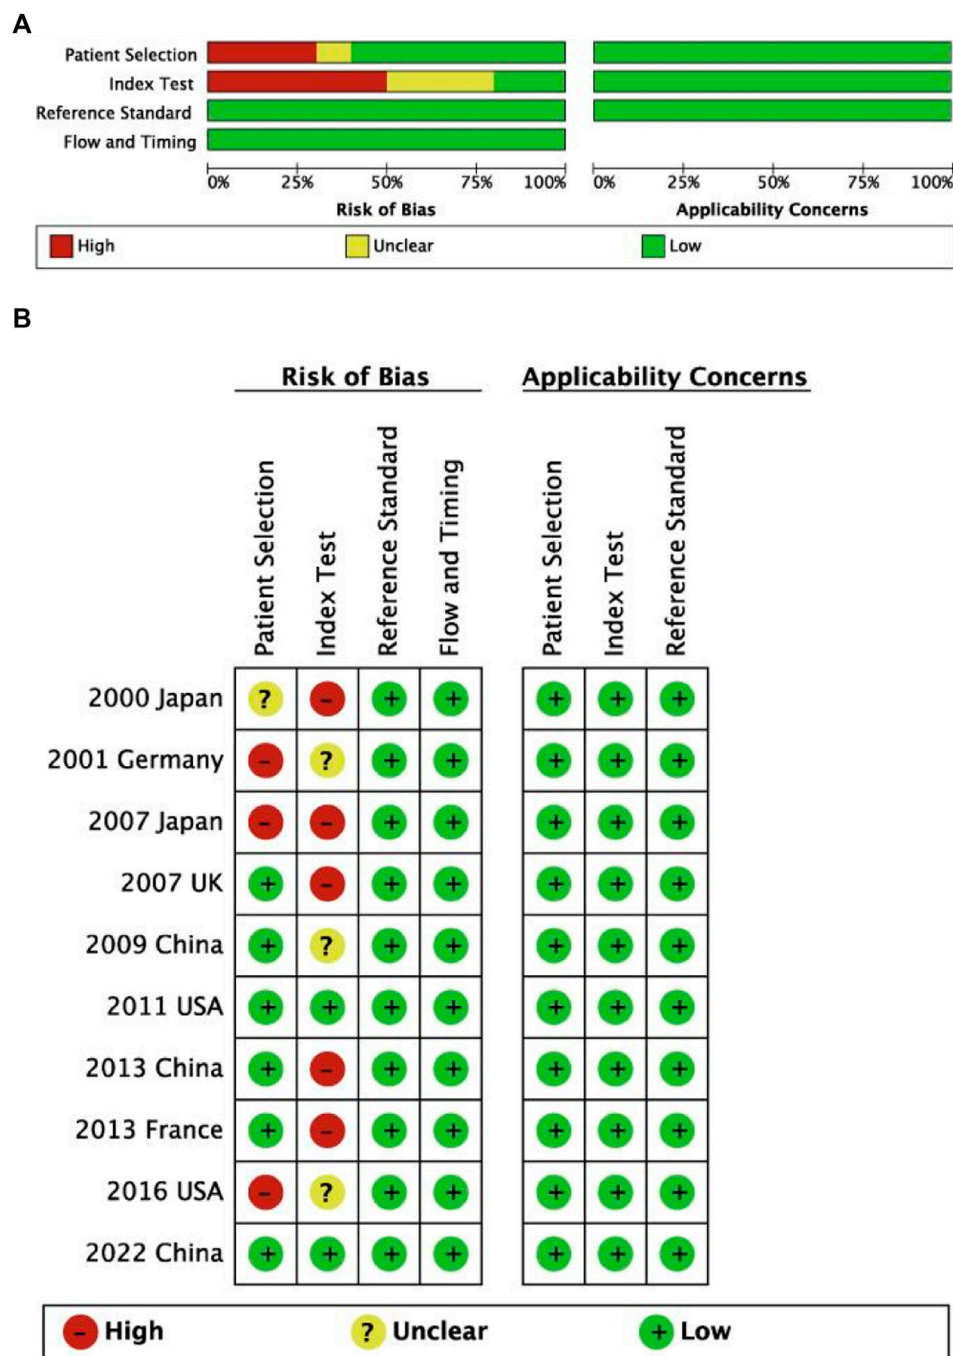 A
Patient Selection
Index Test
Reference Standard
Flow and Timing
0% 25% 50% 75% 100% 0% 25% 50% 75% 100%
Risk of Bias Applicability Concerns
High Unclear Low
B
Risk of Bias Applicability Concerns
Patient Selection Index Test Reference Standard Flow and Timing Patient Selection Index Test Reference Standard
2000 Japan ? – + + + + +
2001 Germany – ? + + + + +
2007 Japan – – + + + + +
2007 UK + – + + + + +
2009 China + ? + + + + +
2011 USA + + + + + + +
2013 China + – + + + + +
2013 France + – + + + + +
2016 USA – ? + + + + +
2022 China + + + + + + +
– High ? Unclear + Low